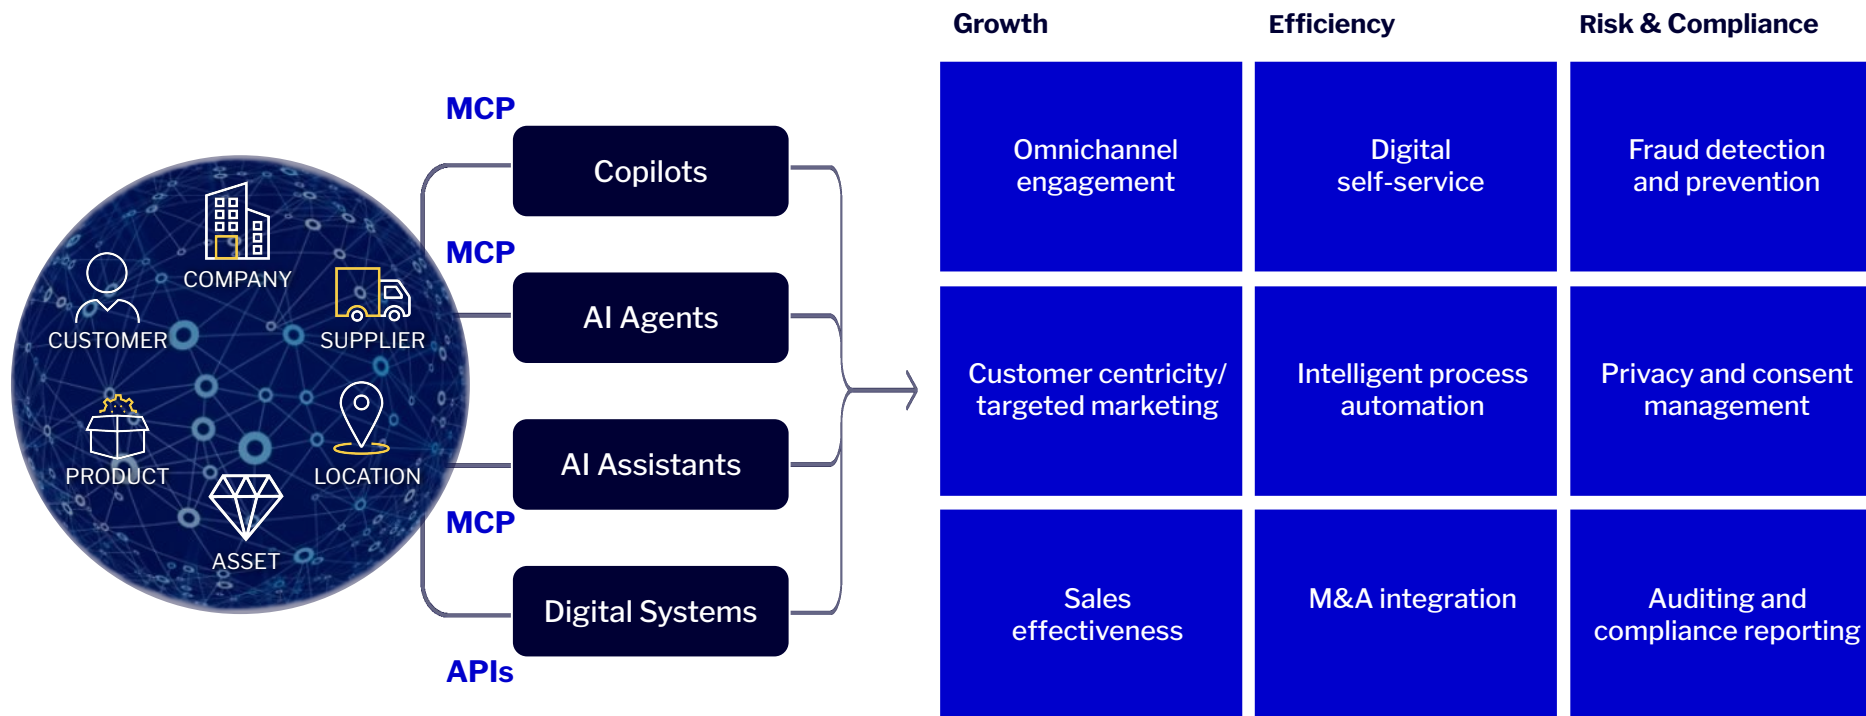 COMPANY
CUSTOMER
SUPPLIER
PRODUCT
LOCATION
ASSET
MCP
Copilots
MCP
AI Agents
AI Assistants
MCP
Digital Systems
APIs
Growth
Efficiency
Risk & Compliance
Omnichannel
engagement
Digital
self-service
Fraud detection
and prevention
Customer centricity/
targeted marketing
Intelligent process
automation
Privacy and consent
management
Sales
effectiveness
M&A integration
Auditing and
compliance reporting